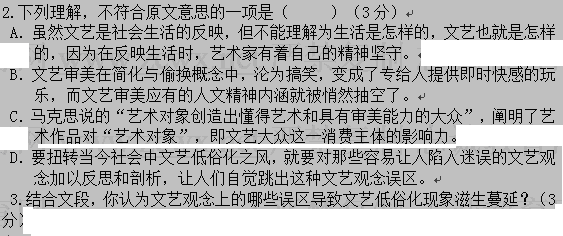 2.下列理解，不符合原文意思的一项是（　　）（3 分）
A．虽然文艺是社会生活的反映，但不能理解为生活是怎样的，文艺也就是怎样
的，因为在反映生活时，艺术家有着自己的精神坚守。
B．文艺审美在简化与偷换概念中，沦为搞笑，变成了专给人提供即时快感的玩
乐，而文艺审美应有的人文精神内涵就被悄然抽空了。
C．马克思说的“艺术对象创造出懂得艺术和具有审美能力的大众”，阐明了艺
术作品对“艺术对象”，即文艺大众这一消费主体的影响力。
D．要扭转当今社会中文艺低俗化之风，就要对那些容易让人陷入迷误的文艺观
念加以反思和剖析，让人们自觉跳出这种文艺观念误区。
3.结合文段，你认为文艺观念上的哪些误区导致文艺低俗化现象滋生蔓延？（3
分）